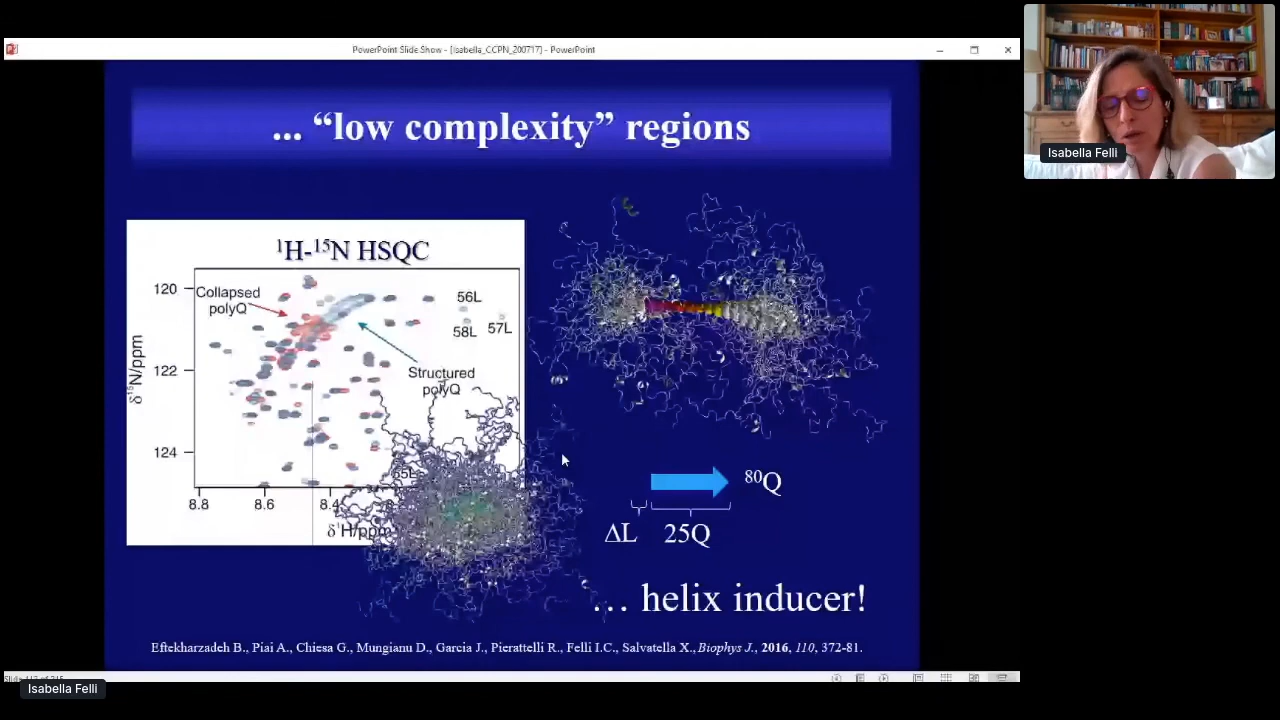 PowerPoint Slide Show - [Isabella_CCPN_200717] - PowerPoint
Isabella Felli
... “low complexity” regions
¹H-¹⁵N HSQC
120
122
124
δ¹⁵N/ppm
Collapsed
polyQ
56L
58L 57L
Structured
polyQ
55L
8.8 8.6 8.4
δ¹H/ppm
⁸⁰Q
ΔL 25Q
... helix inducer!
Eftekharzadeh B., Piai A., Chiesa G., Mungianu D., Garcia J., Pierattelli R., Felli I.C., Salvatella X., Biophys J., 2016, 110, 372-81.
Isabella Felli